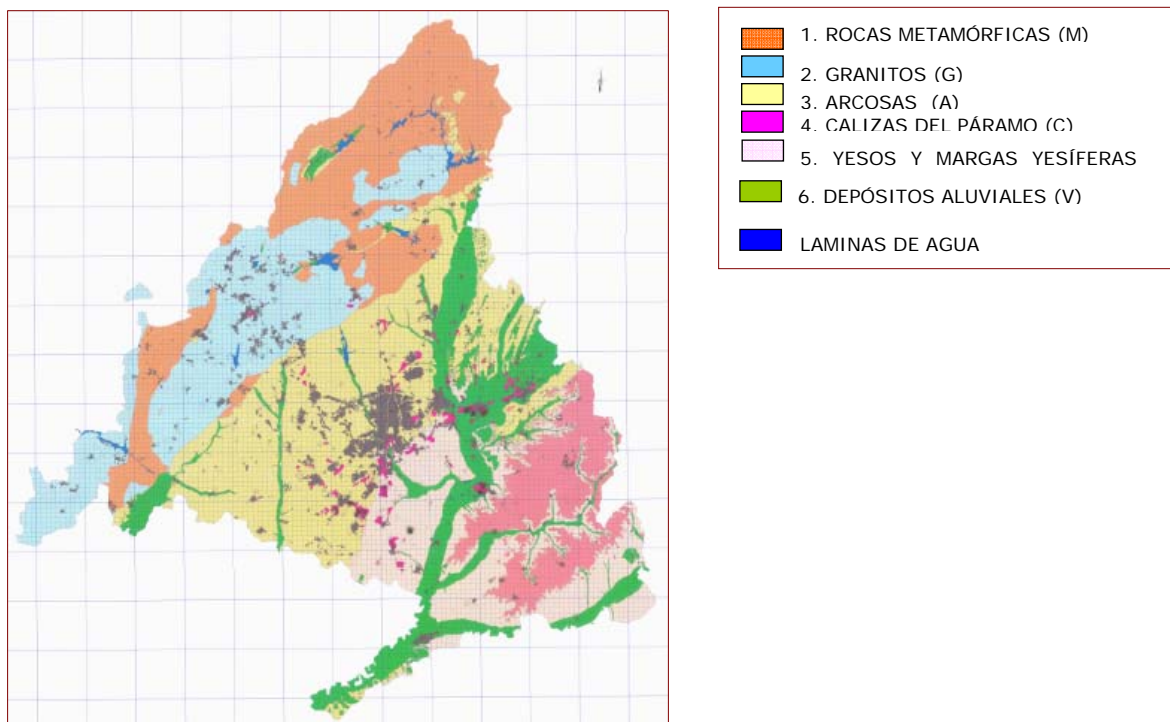 1. ROCAS METAMÓRFICAS (M)
2. GRANITOS (G)
3. ARCOSAS (A)
4. CALIZAS DEL PÁRAMO (C)
5. YESOS Y MARGAS YESÍFERAS
6. DEPÓSITOS ALUVIALES (V)
LAMINAS DE AGUA